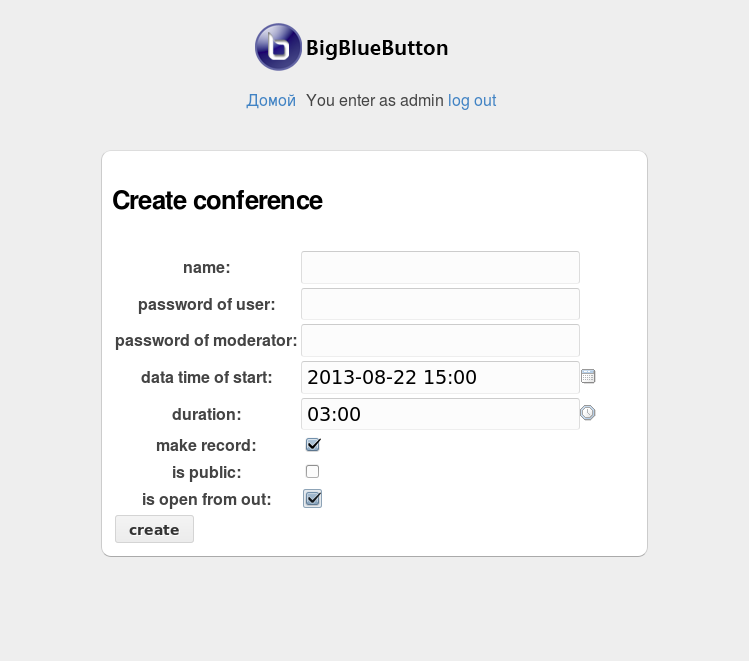 BigBlueButton
Домой You enter as admin log out
Create conference
name:
password of user:
password of moderator:
data time of start: 2013-08-22 15:00
duration: 03:00
make record:
is public:
is open from out:
create